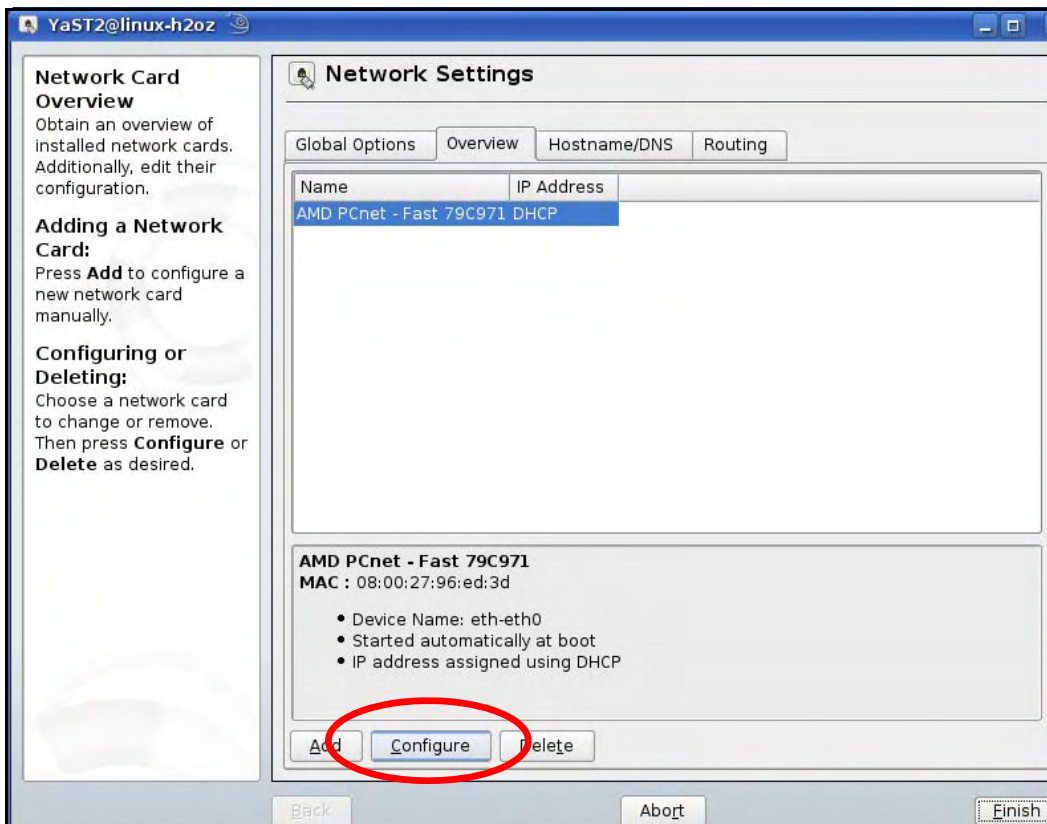 YaST2@linux-h2oz
Network Card
Overview
Obtain an overview of
installed network cards.
Additionally, edit their
configuration.
Adding a Network
Card:
Press Add to configure a
new network card
manually.
Configuring or
Deleting:
Choose a network card
to change or remove.
Then press Configure or
Delete as desired.
Network Settings
Global Options Overview Hostname/DNS Routing
Name IP Address
AMD PCnet - Fast 79C971 DHCP
AMD PCnet - Fast 79C971
MAC : 08:00:27:96:ed:3d
• Device Name: eth-eth0
• Started automatically at boot
• IP address assigned using DHCP
Add Configure Delete
Back Abort Finish